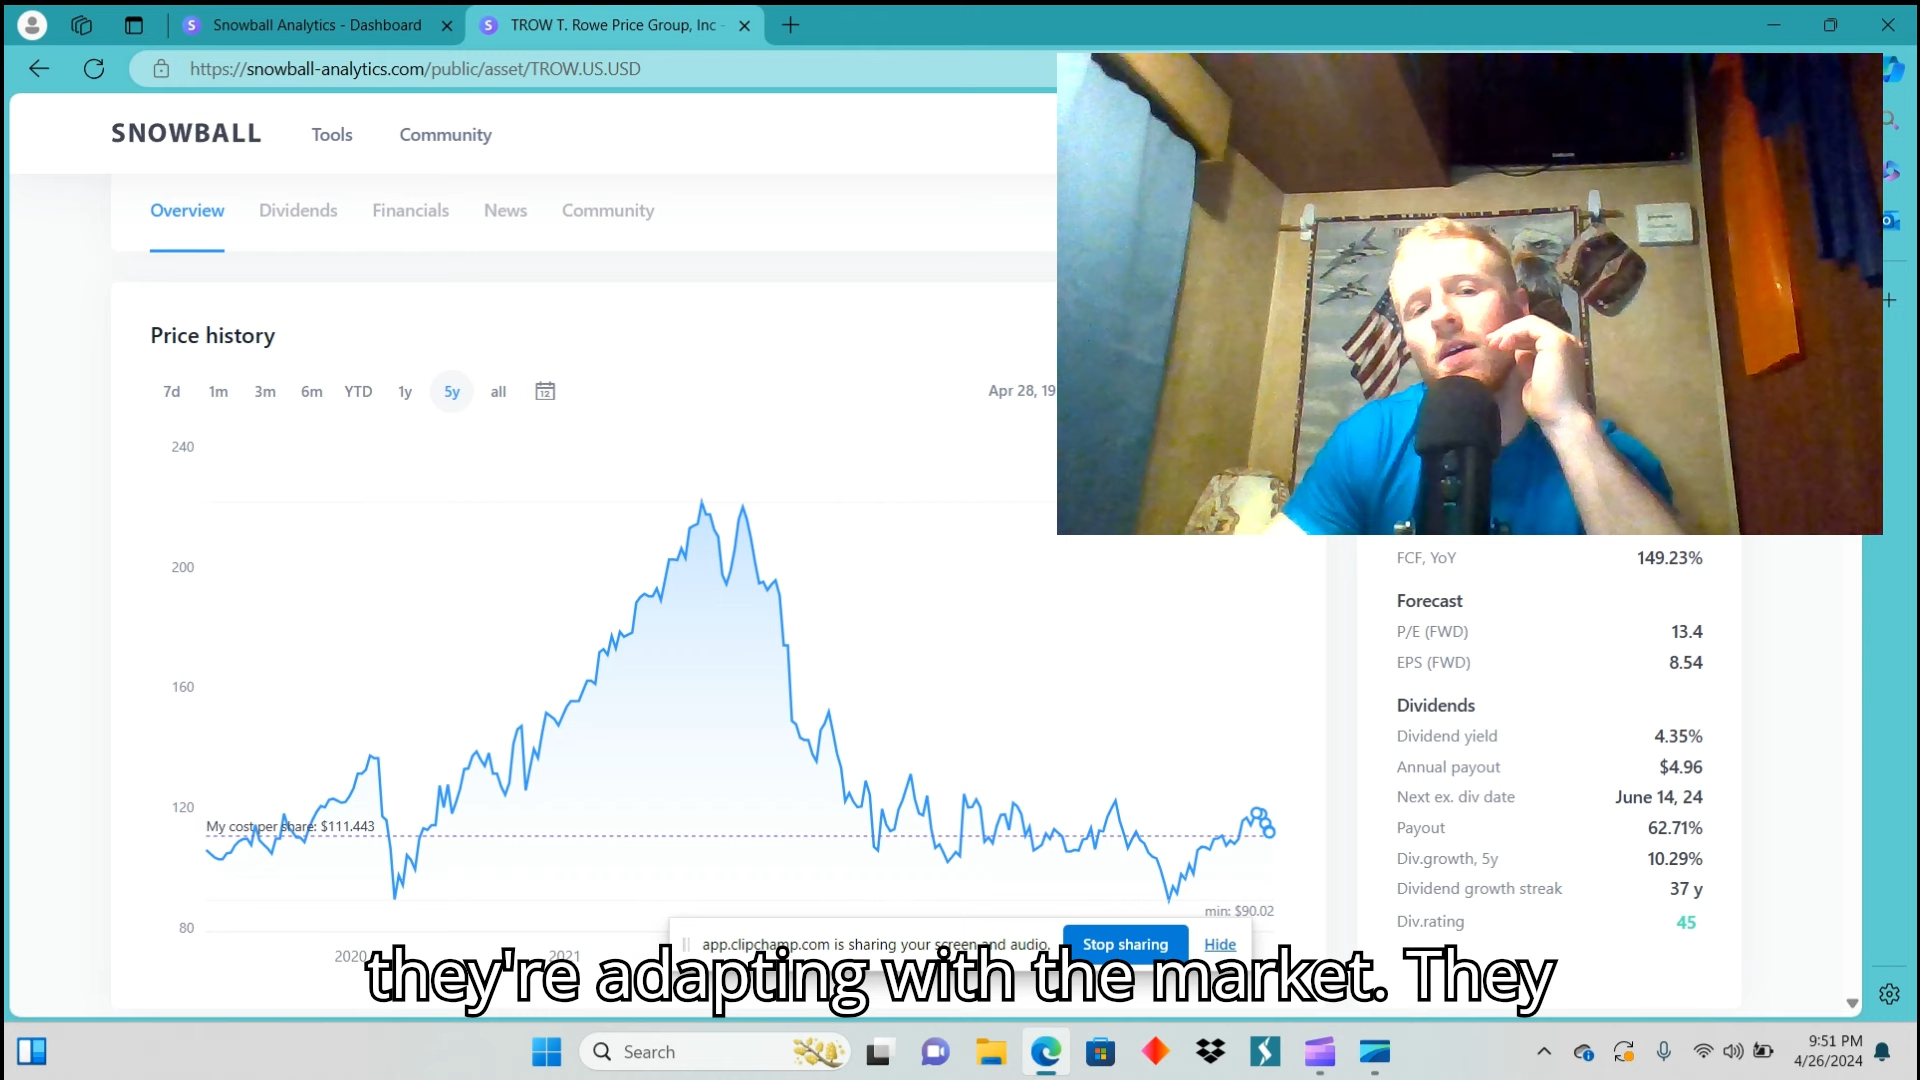 Snowball Analytics - Dashboard
TROW T. Rowe Price Group, Inc -
https://snowball-analytics.com/public/asset/TROW.US.USD
SNOWBALL
Tools
Community
Overview
Dividends
Financials
News
Community
Price history
7d 1m 3m 6m YTD 1y 5y all
Apr 28, 19
240
200
160
120
80
My cost per share: $111.443
min: $90.02
2020
2021
FCF, YoY 149.23%
Forecast
P/E (FWD) 13.4
EPS (FWD) 8.54
Dividends
Dividend yield 4.35%
Annual payout $4.96
Next ex. div date June 14, 24
Payout 62.71%
Div.growth, 5y 10.29%
Dividend growth streak 37 y
Div.rating 45
app.clipchamp.com is sharing your screen and audio.
Stop sharing
Hide
they're adapting with the market. They
Search
9:51 PM
4/26/2024